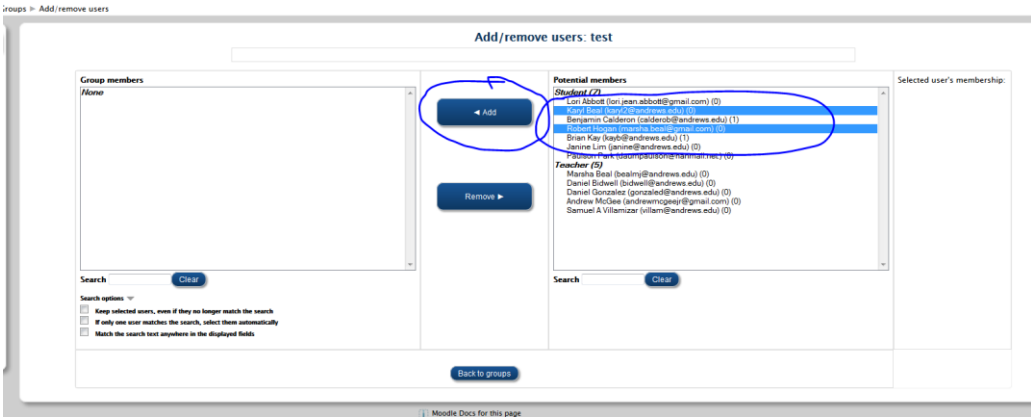 Groups ► Add/remove users
Add/remove users: test
Group members
None
Search
Clear
Search options
Keep selected users, even if they no longer match the search
If only one user matches the search, select them automatically
Match the search text anywhere in the displayed fields
◄ Add
Remove ►
Potential members
Student (7)
Lori Abbott (lori.jean.abbott@gmail.com) (0)
Karyl Beal (karyl2@andrews.edu) (0)
Benjamin Calderon (calderob@andrews.edu) (1)
Robert Hogan (marsha.beal@gmail.com) (0)
Brian Kay (kayb@andrews.edu) (1)
Janine Lim (janine@andrews.edu) (0)
Paulson Park (daumpaulson@hanmail.net,) (0)
Teacher (5)
Marsha Beal (bealmj@andrews.edu) (0)
Daniel Bidwell (bidwell@andrews.edu) (0)
Daniel Gonzalez (gonzaled@andrews.edu) (0)
Andrew McGee (andrewmcgeejr@gmail.com) (0)
Samuel A Villamizar (villam@andrews.edu) (0)
Search
Clear
Selected user's membership:
Back to groups
Moodle Docs for this page